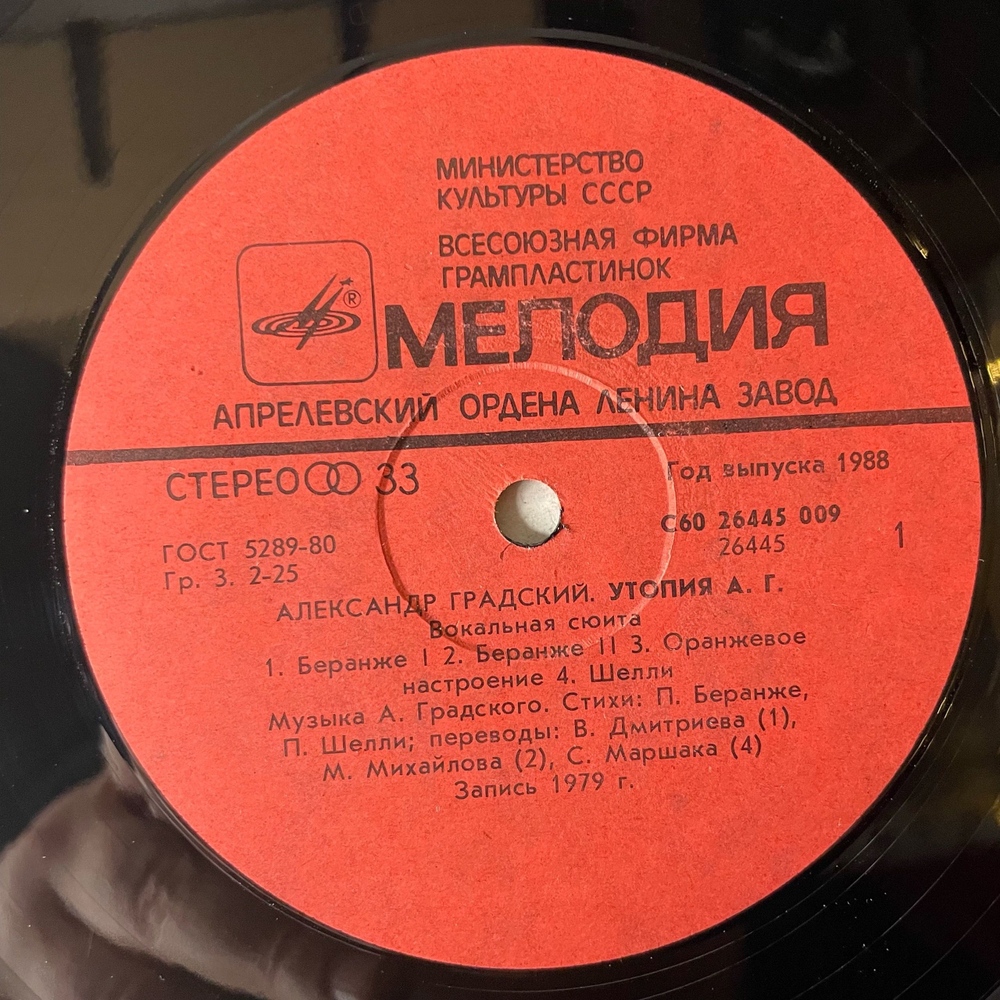 МИНИСТЕРСТВО
КУЛЬТУРЫ СССР
ВСЕСОЮЗНАЯ ФИРМА
ГРАМПЛАСТИНОК
®
МЕЛОДИЯ
АПРЕЛЕВСКИЙ ОРДЕНА ЛЕНИНА ЗАВОД
СТЕРЕО 33
Год выпуска 1988
ГОСТ 5289-80
Гр. 3. 2-25
С60 26445 009
26445
1
АЛЕКСАНДР ГРАДСКИЙ. УТОПИЯ А. Г.
Вокальная сюита
1. Беранже I 2. Беранже II 3. Оранжевое
настроение 4. Шелли
Музыка А. Градского. Стихи: П. Беранже,
П. Шелли; переводы: В. Дмитриева (1),
М. Михайлова (2), С. Маршака (4)
Запись 1979 г.